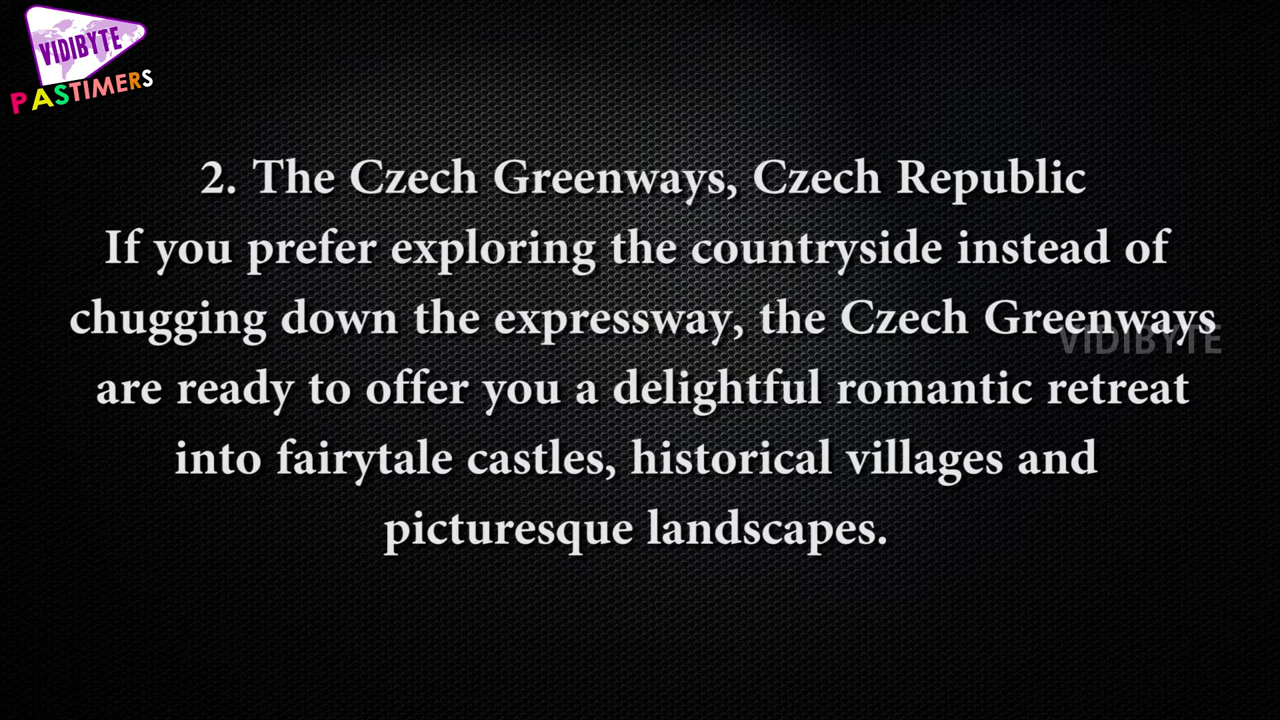 VIDIBYTE
PASTIMERS
2. The Czech Greenways, Czech Republic
If you prefer exploring the countryside instead of
chugging down the expressway, the Czech Greenways
VIDIBYTE
are ready to offer you a delightful romantic retreat
into fairytale castles, historical villages and
picturesque landscapes.